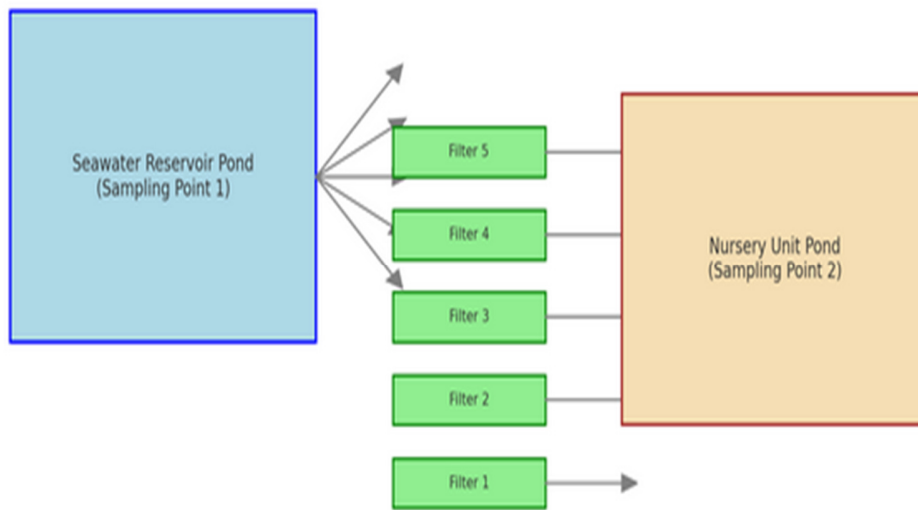 Seawater Reservoir Pond
(Sampling Point 1)
Filter 5
Filter 4
Filter 3
Filter 2
Filter 1
Nursery Unit Pond
(Sampling Point 2)